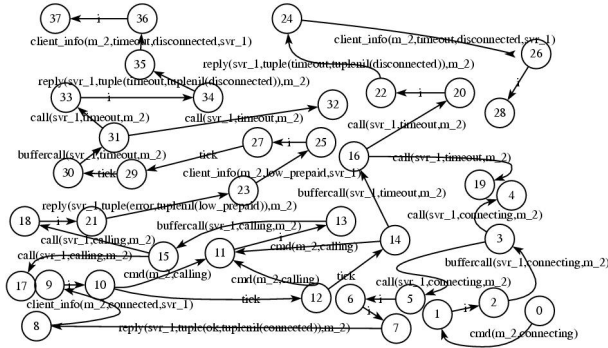 37 i 36 24
client_info(m_2,timeout,disconnected,svr_1) client_info(m_2,timeout,disconnected,svr_1)
35 26
reply(svr_1,tuple(timeout,tuplenil(disconnected)),m_2) reply(svr_1,tuple(timeout,tuplenil(disconnected)),m_2) i
33 i 34 32 22 i 20 28
call(svr_1,timeout,m_2) call(svr_1,timeout,m_2) call(svr_1,timeout,m_2)
31 27 i 25
buffercall(svr_1,timeout,m_2) tick 16 call(svr_1,timeout,m_2)
30 tick 29 client_info(m_2,low_prepaid,svr_1) 19 4
23 buffercall(svr_1,timeout,m_2)
reply(svr_1,tuple(error,tuplenil(low_prepaid)),m_2) call(svr_1,connecting,m_2)
18 i 21 buffercall(svr_1,calling,m_2) 13 3
call(svr_1,calling,m_2) i 14
call(svr_1,calling,m_2) 15 11 cmd(m_2,calling) buffercall(svr_1,connecting,m_2)
17 9 i 10 cmd(m_2,calling) cmd(m_2,calling) tick call(svr_1,connecting,m_2)
client_info(m_2,connected,svr_1) tick 12 6 i 5 1 i 2 0
8 reply(svr_1,tuple(ok,tuplenil(connected)),m_2) i 7 cmd(m_2,connecting)